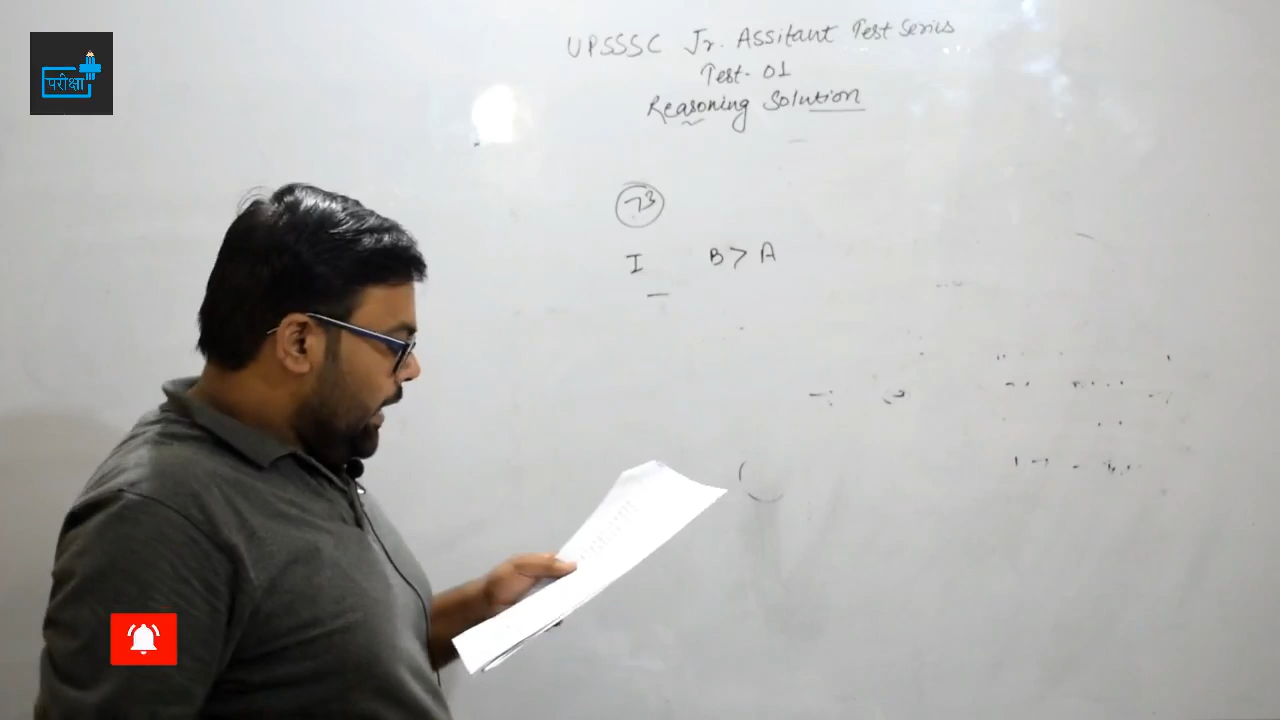 परीक्षा
UPSSSC Jr. Assitant Test Series
Test- 01
Reasoning Solution
73
I B > A